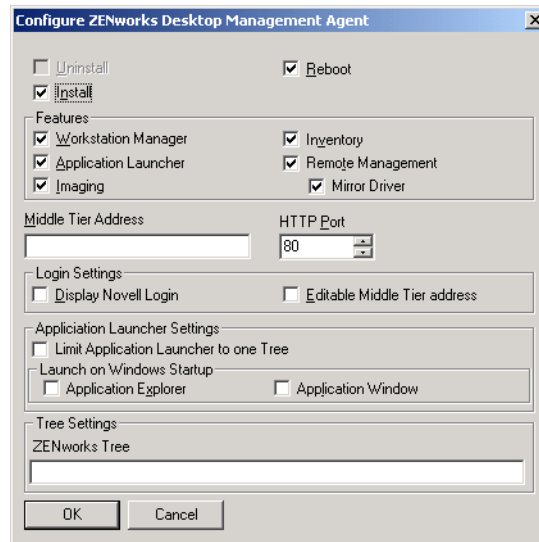 Configure ZENworks Desktop Management Agent
Uninstall
Reboot
Install
Features
Workstation Manager
Inventory
Application Launcher
Remote Management
Imaging
Mirror Driver
Middle Tier Address
HTTP Port
80
Login Settings
Display Novell Login
Editable Middle Tier address
Appliciation Launcher Settings
Limit Application Launcher to one Tree
Launch on Windows Startup
Application Explorer
Application Window
Tree Settings
ZENworks Tree
OK
Cancel